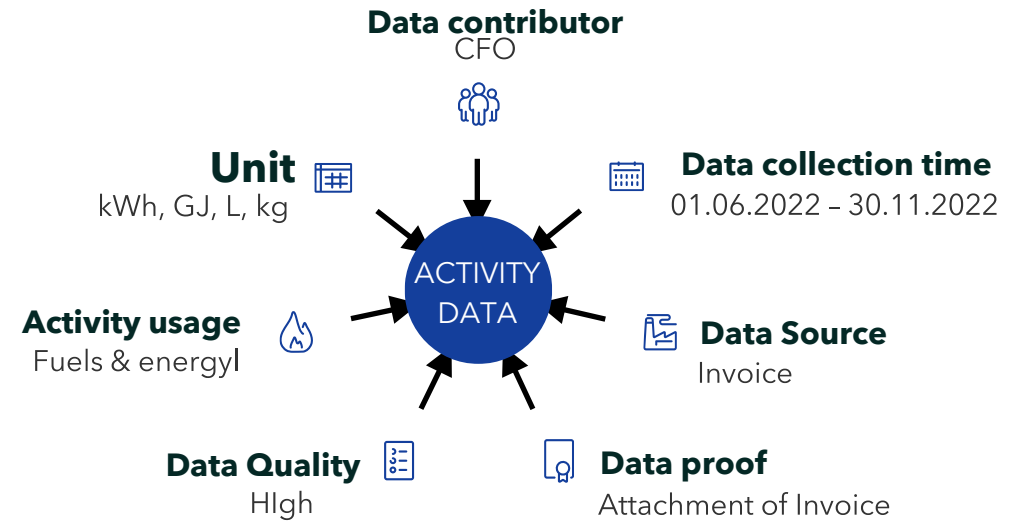 Data contributor
CFO
Unit
kWh, GJ, L, kg
Data collection time
01.06.2022 – 30.11.2022
ACTIVITY
DATA
Activity usage
Fuels & energyl
Data Source
Invoice
Data Quality
HIgh
Data proof
Attachment of Invoice